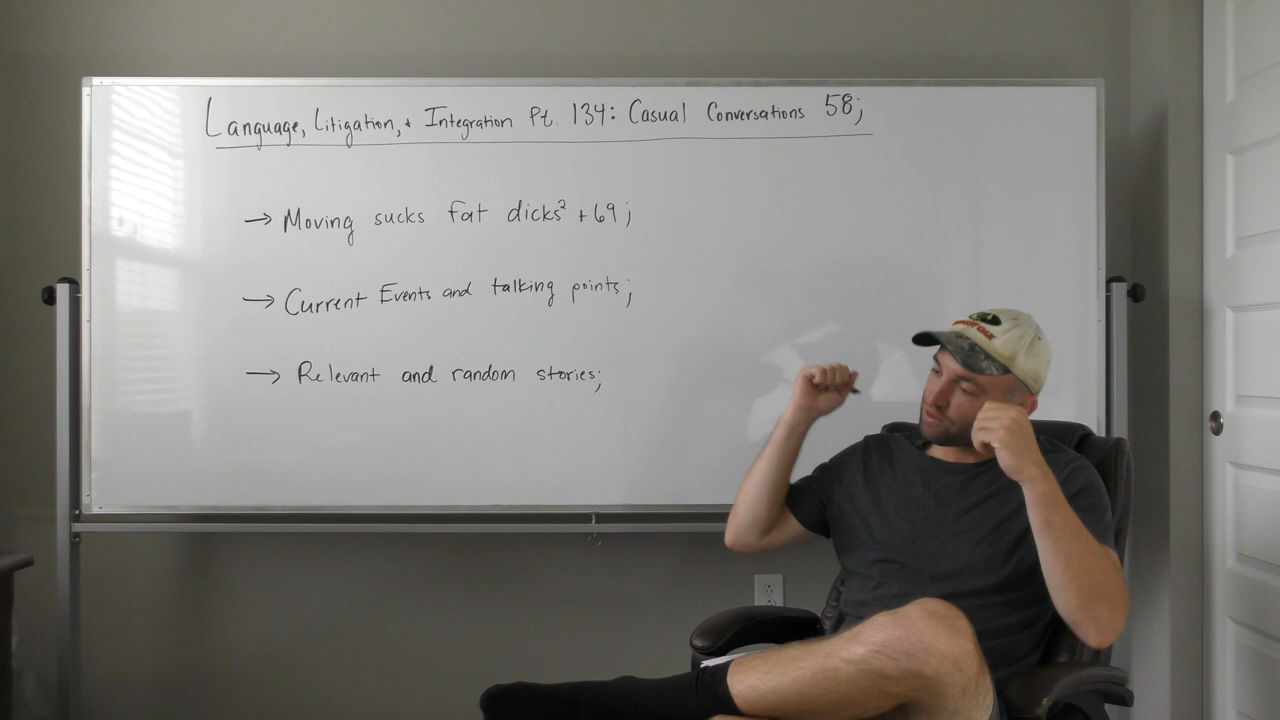 Language, Litigation, + Integration Pt. 134: Casual Conversations 58;
→ Moving sucks fat dicks² + 69;
→ Current Events and talking points;
→ Relevant and random stories;